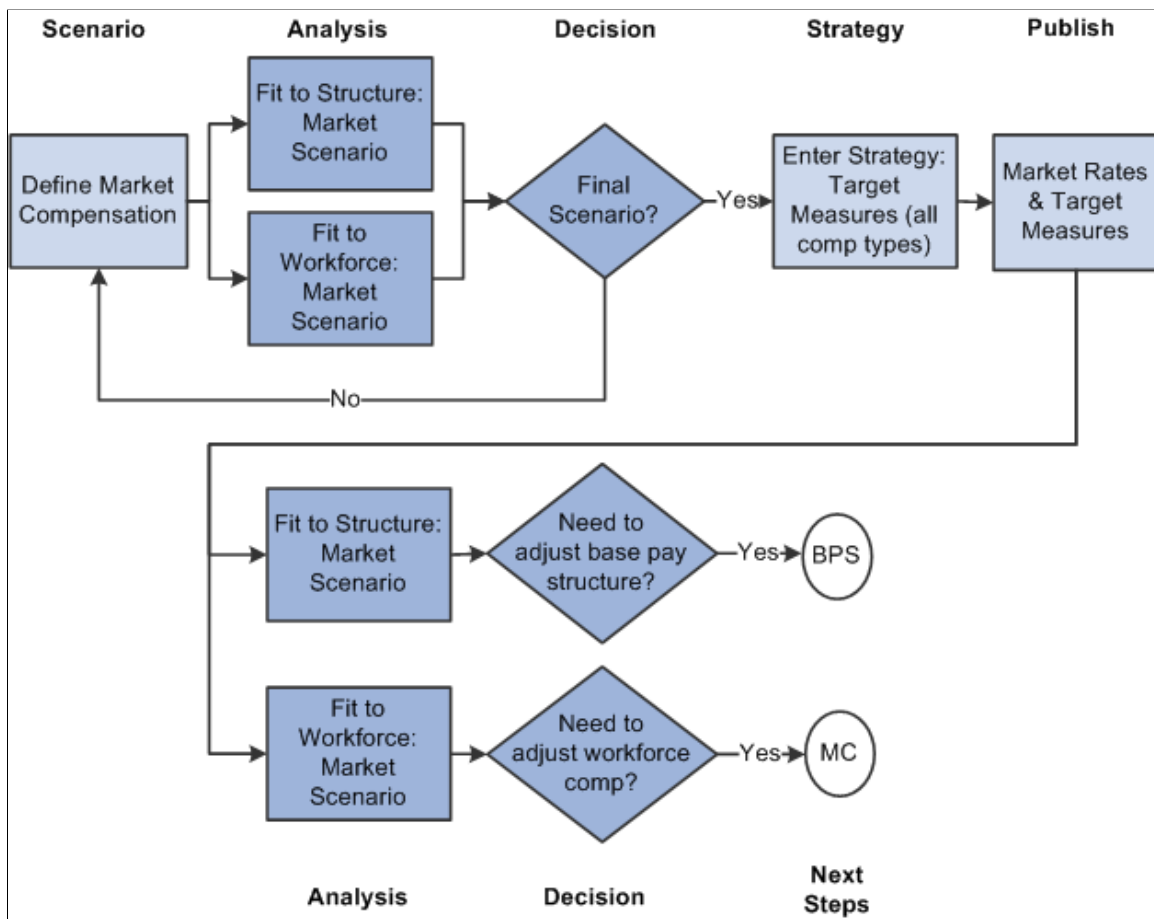 Scenario
Analysis
Decision
Strategy
Publish
Define Market
Compensation
Fit to Structure:
Market
Scenario
Fit to
Workforce:
Market
Scenario
Final
Scenario?
Yes
Enter Strategy:
Target
Measures (all
comp types)
Market Rates
& Target
Measures
No
Fit to Structure:
Market
Scenario
Need to
adjust base pay
structure?
Yes
BPS
Fit to
Workforce:
Market
Scenario
Need to
adjust workforce
comp?
Yes
MC
Analysis
Decision
Next
Steps